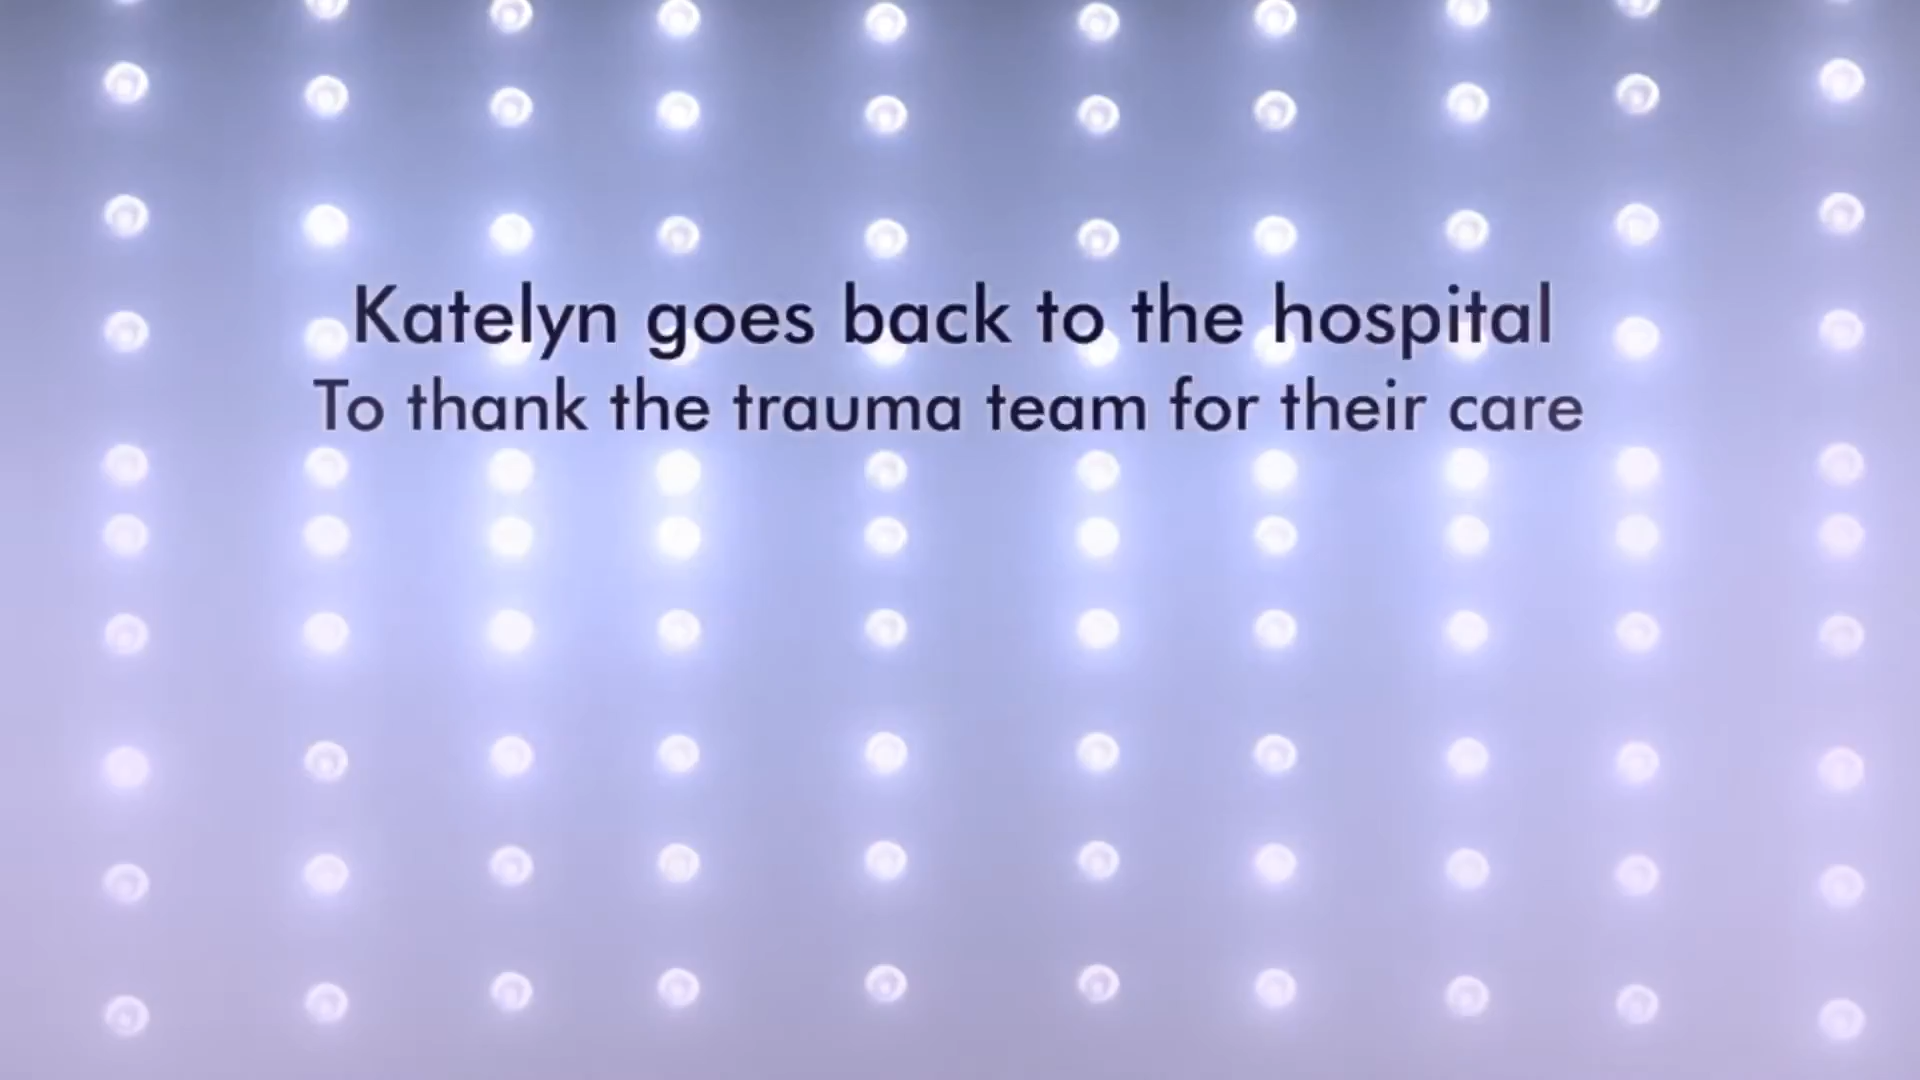 Katelyn goes back to the hospital
To thank the trauma team for their care